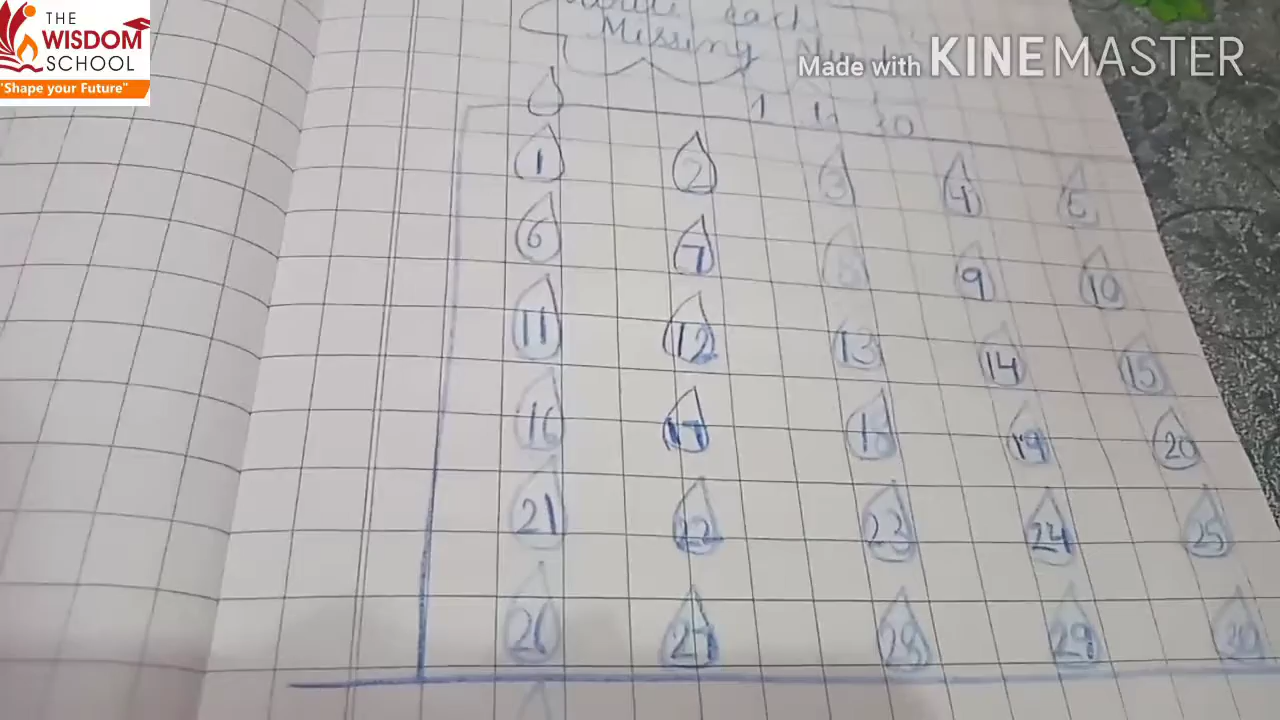 THE
WISDOM
SCHOOL
"Shape your Future"
Made with KINEMASTER
Missing
1 to 30
1 2 3 4 5
6 7 8 9 10
11 12 13 14 15
16 17 18 19 20
21 22 23 24 25
26 27 28 29 30